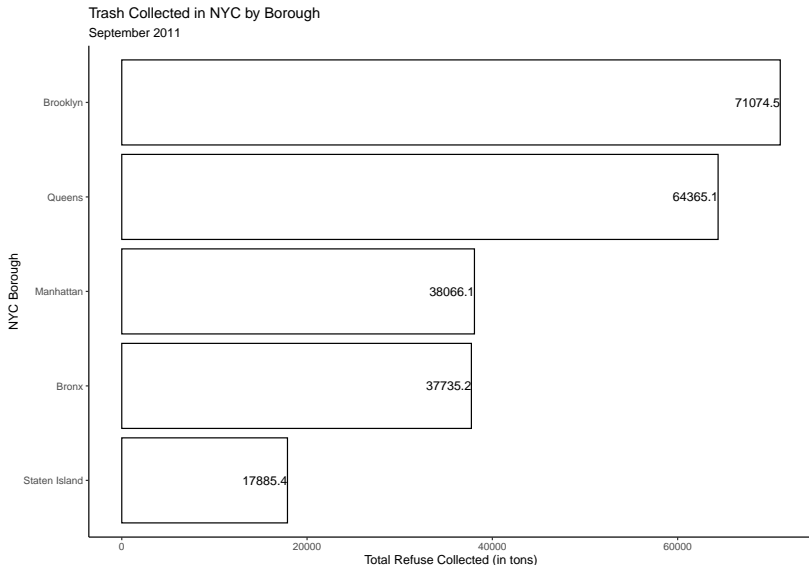 Trash Collected in NYC by Borough
September 2011
NYC Borough
Brooklyn
71074.5
Queens
64365.1
Manhattan
38066.1
Bronx
37735.2
Staten Island
17885.4
0
20000
40000
60000
Total Refuse Collected (in tons)